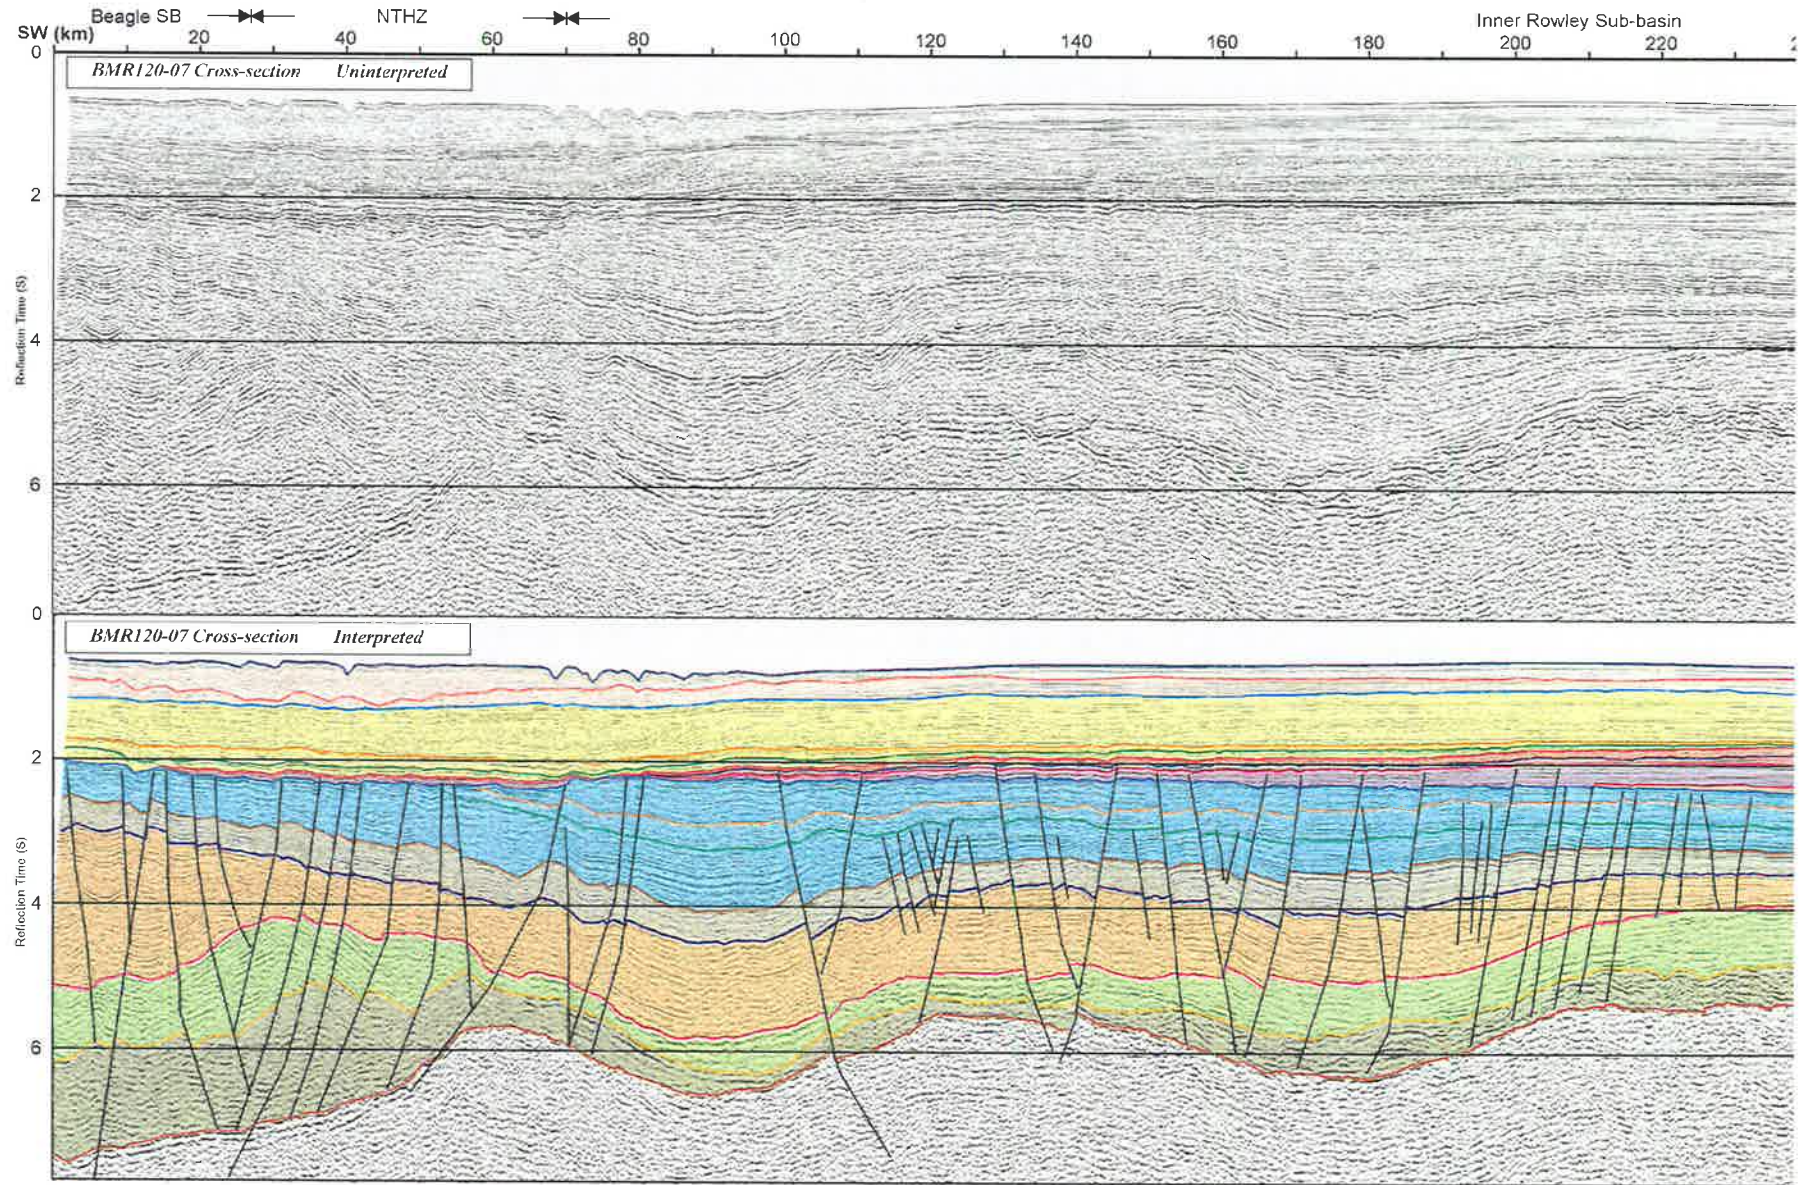 Beagle SB NTHZ Inner Rowley Sub-basin
SW (km) 20 40 60 80 100 120 140 160 180 200 220
0
BMR120-07 Cross-section Uninterpreted
2
Reflection Time (S)
4
6
0
BMR120-07 Cross-section Interpreted
2
Reflection Time (S)
4
6